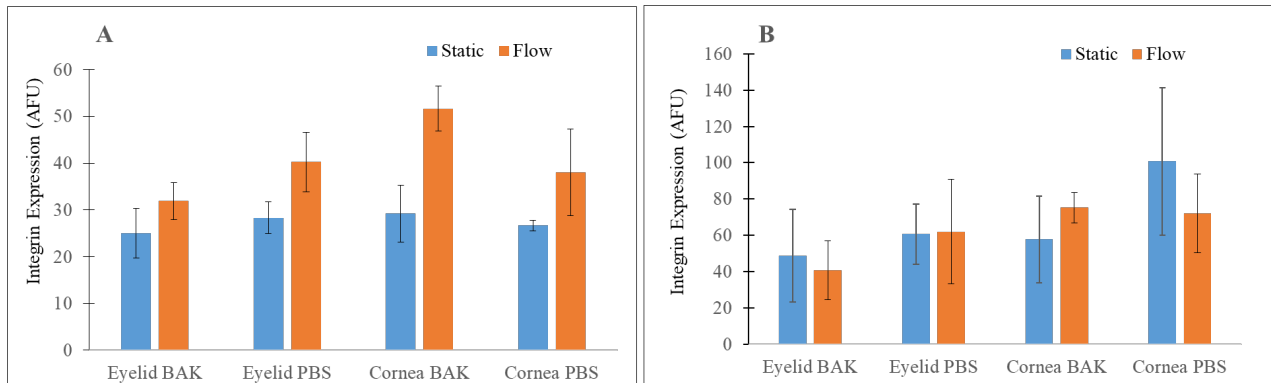 A
Static Flow
Integrin Expression (AFU)
60
50
40
30
20
10
0
Eyelid BAK Eyelid PBS Cornea BAK Cornea PBS
B
Static Flow
Integrin Expression (AFU)
160
140
120
100
80
60
40
20
0
Eyelid BAK Eyelid PBS Cornea BAK Cornea PBS